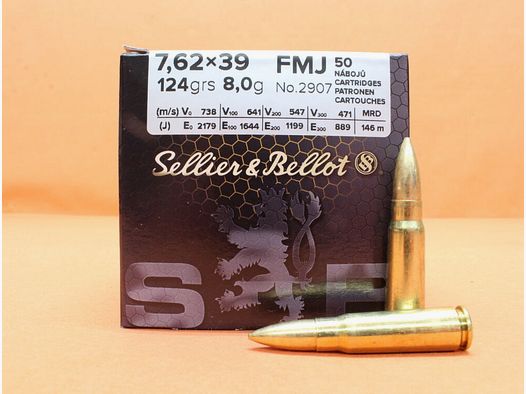 7,62×39 FMJ 50
124grs 8,0g No.2907
NÁBOJŮ
CARTRIDGES
PATRONEN
CARTOUCHES
(m/s) V0 738 V100 641 V200 547 V300 471 MRD
(J) E0 2179 E100 1644 E200 1199 E300 889 146 m
Sellier & Bellot
S